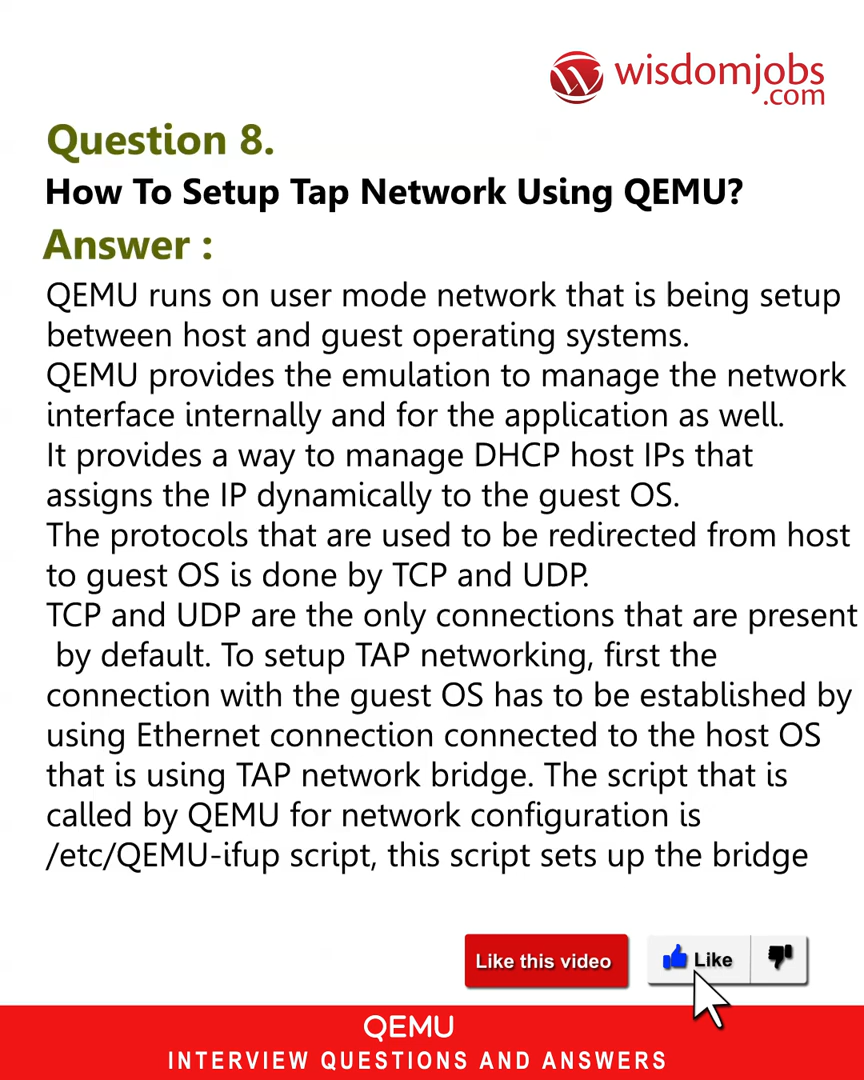 wisdomjobs
.com
Question 8.
How To Setup Tap Network Using QEMU?
Answer :
QEMU runs on user mode network that is being setup
between host and guest operating systems.
QEMU provides the emulation to manage the network
interface internally and for the application as well.
It provides a way to manage DHCP host IPs that
assigns the IP dynamically to the guest OS.
The protocols that are used to be redirected from host
to guest OS is done by TCP and UDP.
TCP and UDP are the only connections that are present
by default. To setup TAP networking, first the
connection with the guest OS has to be established by
using Ethernet connection connected to the host OS
that is using TAP network bridge. The script that is
called by QEMU for network configuration is
/etc/QEMU-ifup script, this script sets up the bridge
Like this video
Like
QEMU
INTERVIEW QUESTIONS AND ANSWERS